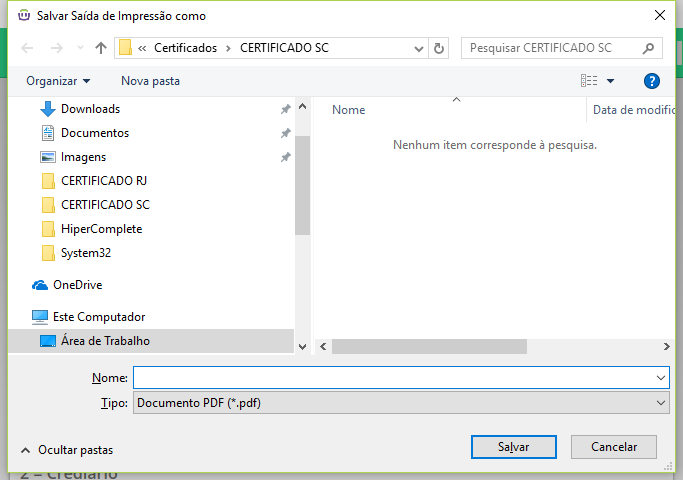 Salvar Saída de Impressão como
« Certificados › CERTIFICADO SC
Pesquisar CERTIFICADO SC
Organizar
Nova pasta
Downloads
Documentos
Imagens
CERTIFICADO RJ
CERTIFICADO SC
HiperComplete
System32
OneDrive
Este Computador
Área de Trabalho
Nome
Data de modific
Nenhum item corresponde à pesquisa.
Nome:
Tipo: Documento PDF (*.pdf)
Ocultar pastas
Salvar
Cancelar
2 – Crediário